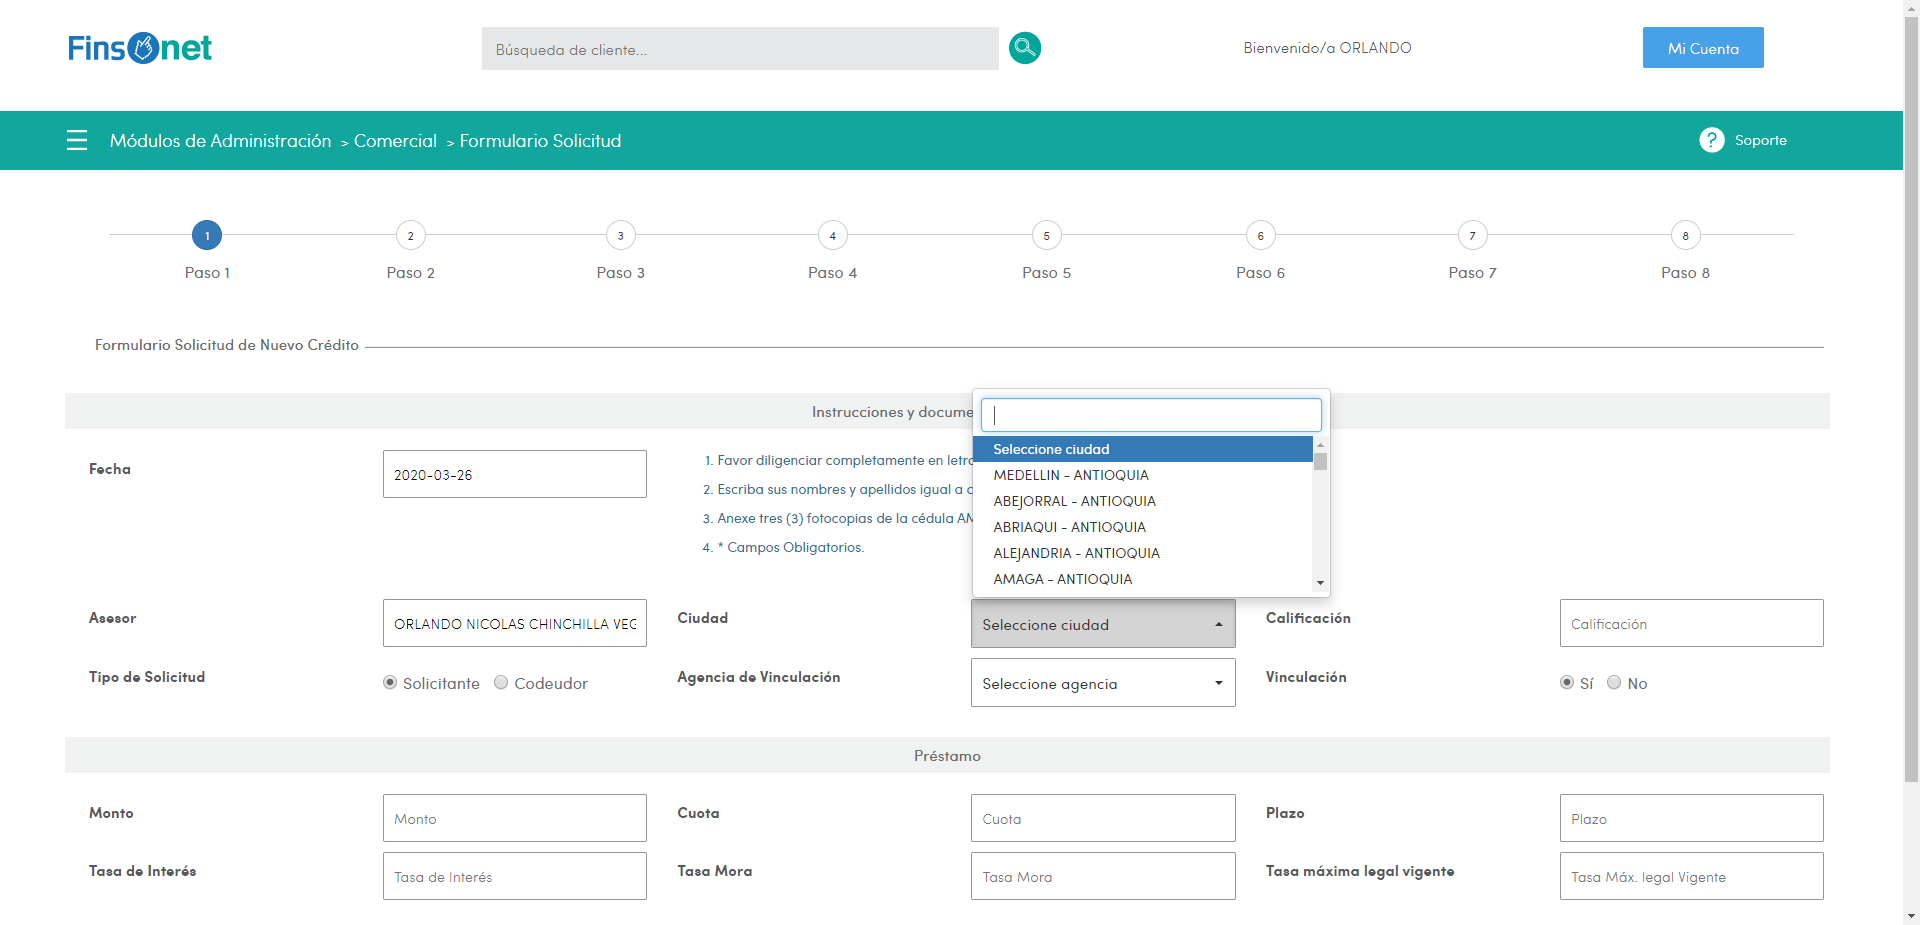 Finsonet
Búsqueda de cliente...
Bienvenido/a ORLANDO
Mi Cuenta
Módulos de Administración > Comercial > Formulario Solicitud
? Soporte
1 2 3 4 5 6 7 8
Paso 1 Paso 2 Paso 3 Paso 4 Paso 5 Paso 6 Paso 7 Paso 8
Formulario Solicitud de Nuevo Crédito
Instrucciones y docume
Fecha
2020-03-26
1. Favor diligenciar completamente en letra
2. Escriba sus nombres y apellidos igual a
3. Anexe tres (3) fotocopias de la cédula
4. * Campos Obligatorios.
Seleccione ciudad
MEDELLIN - ANTIOQUIA
ABEJORRAL - ANTIOQUIA
ABRIAQUI - ANTIOQUIA
ALEJANDRIA - ANTIOQUIA
AMAGA - ANTIOQUIA
Asesor
ORLANDO NICOLAS CHINCHILLA VEG
Ciudad
Seleccione ciudad
Calificación
Calificación
Tipo de Solicitud
Solicitante Codeudor
Agencia de Vinculación
Seleccione agencia
Vinculación
Sí No
Préstamo
Monto
Monto
Cuota
Cuota
Plazo
Plazo
Tasa de Interés
Tasa de Interés
Tasa Mora
Tasa Mora
Tasa máxima legal vigente
Tasa Máx. legal Vigente